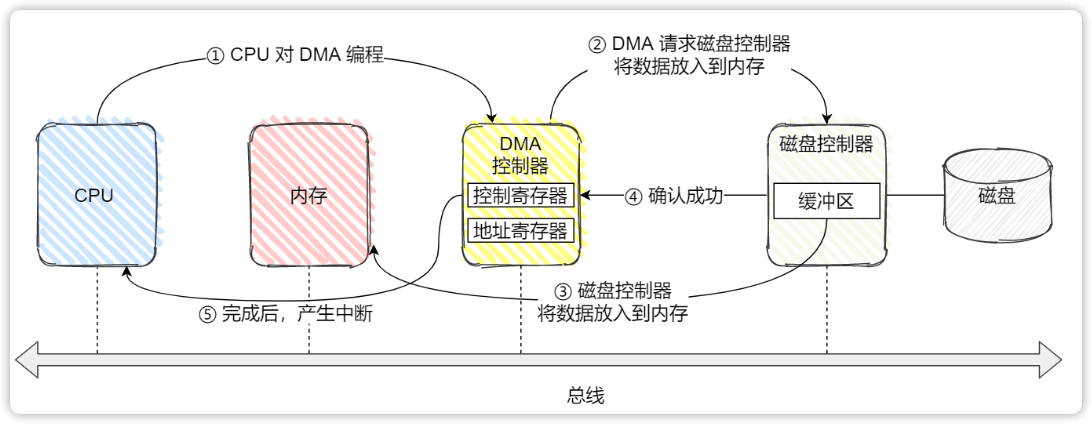 ① CPU 对 DMA 编程
② DMA 请求磁盘控制器
将数据放入到内存
CPU
内存
DMA
控制器
控制寄存器
地址寄存器
④ 确认成功
磁盘控制器
缓冲区
磁盘
③ 磁盘控制器
将数据放入到内存
⑤ 完成后，产生中断
总线